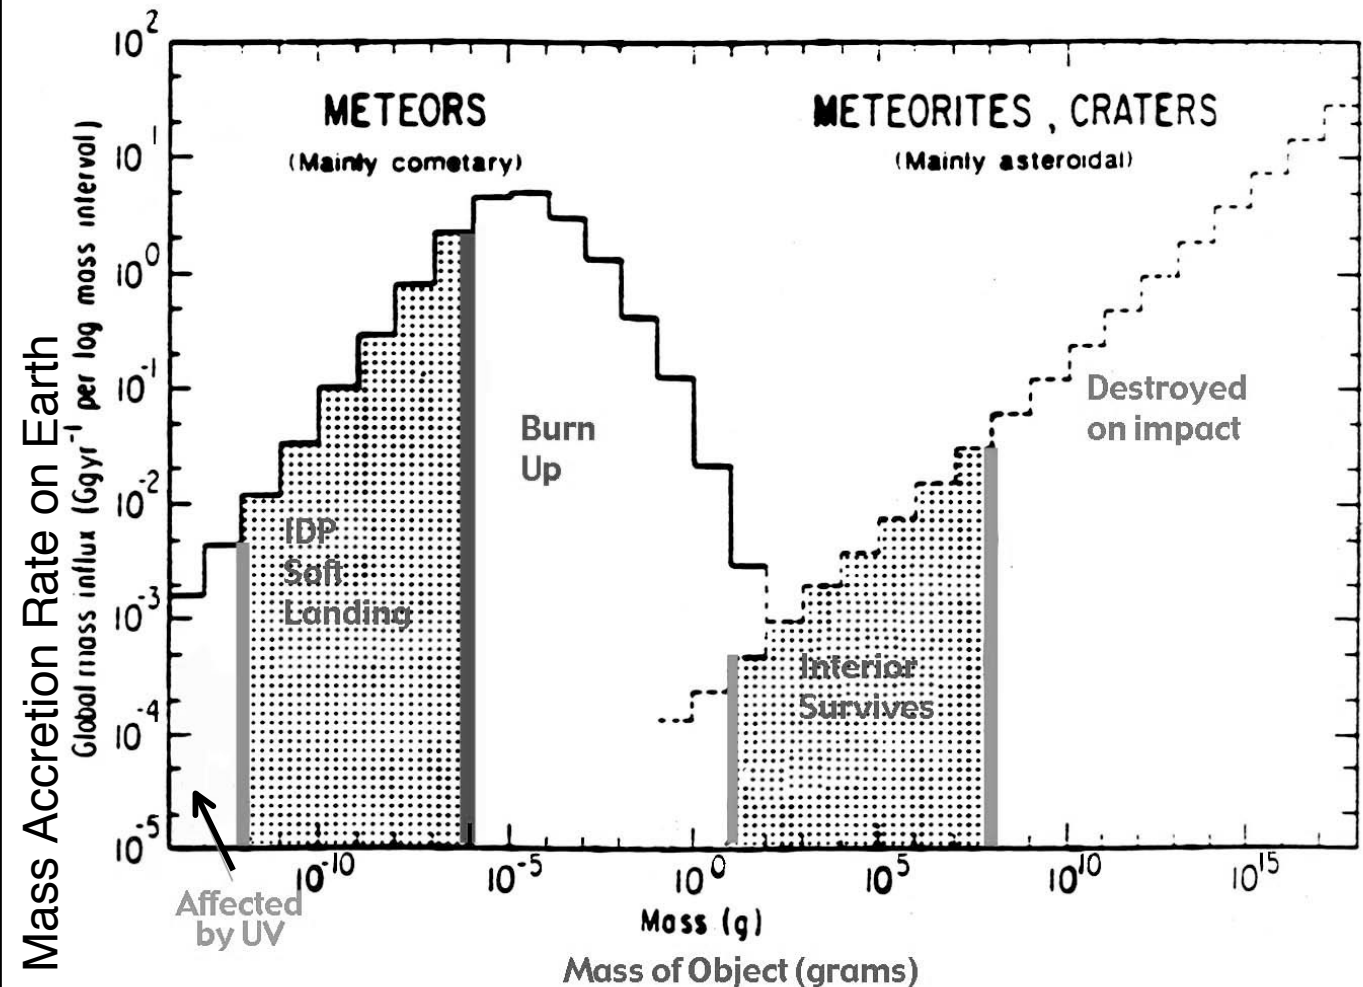 Mass Accretion Rate on Earth
Global mass influx (Ggyr⁻¹ per log mass interval)
10²
10¹
10⁰
10⁻¹
10⁻²
10⁻³
10⁻⁴
10⁻⁵
METEORS
(Mainly cometary)
METEORITES, CRATERS
(Mainly asteroidal)
Burn
Up
Destroyed
on impact
IDP
Soft
Landing
Interior
Survives
10⁻¹⁰
10⁻⁵
10⁰
10⁵
10¹⁰
10¹⁵
Affected
by UV
Mass (g)
Mass of Object (grams)